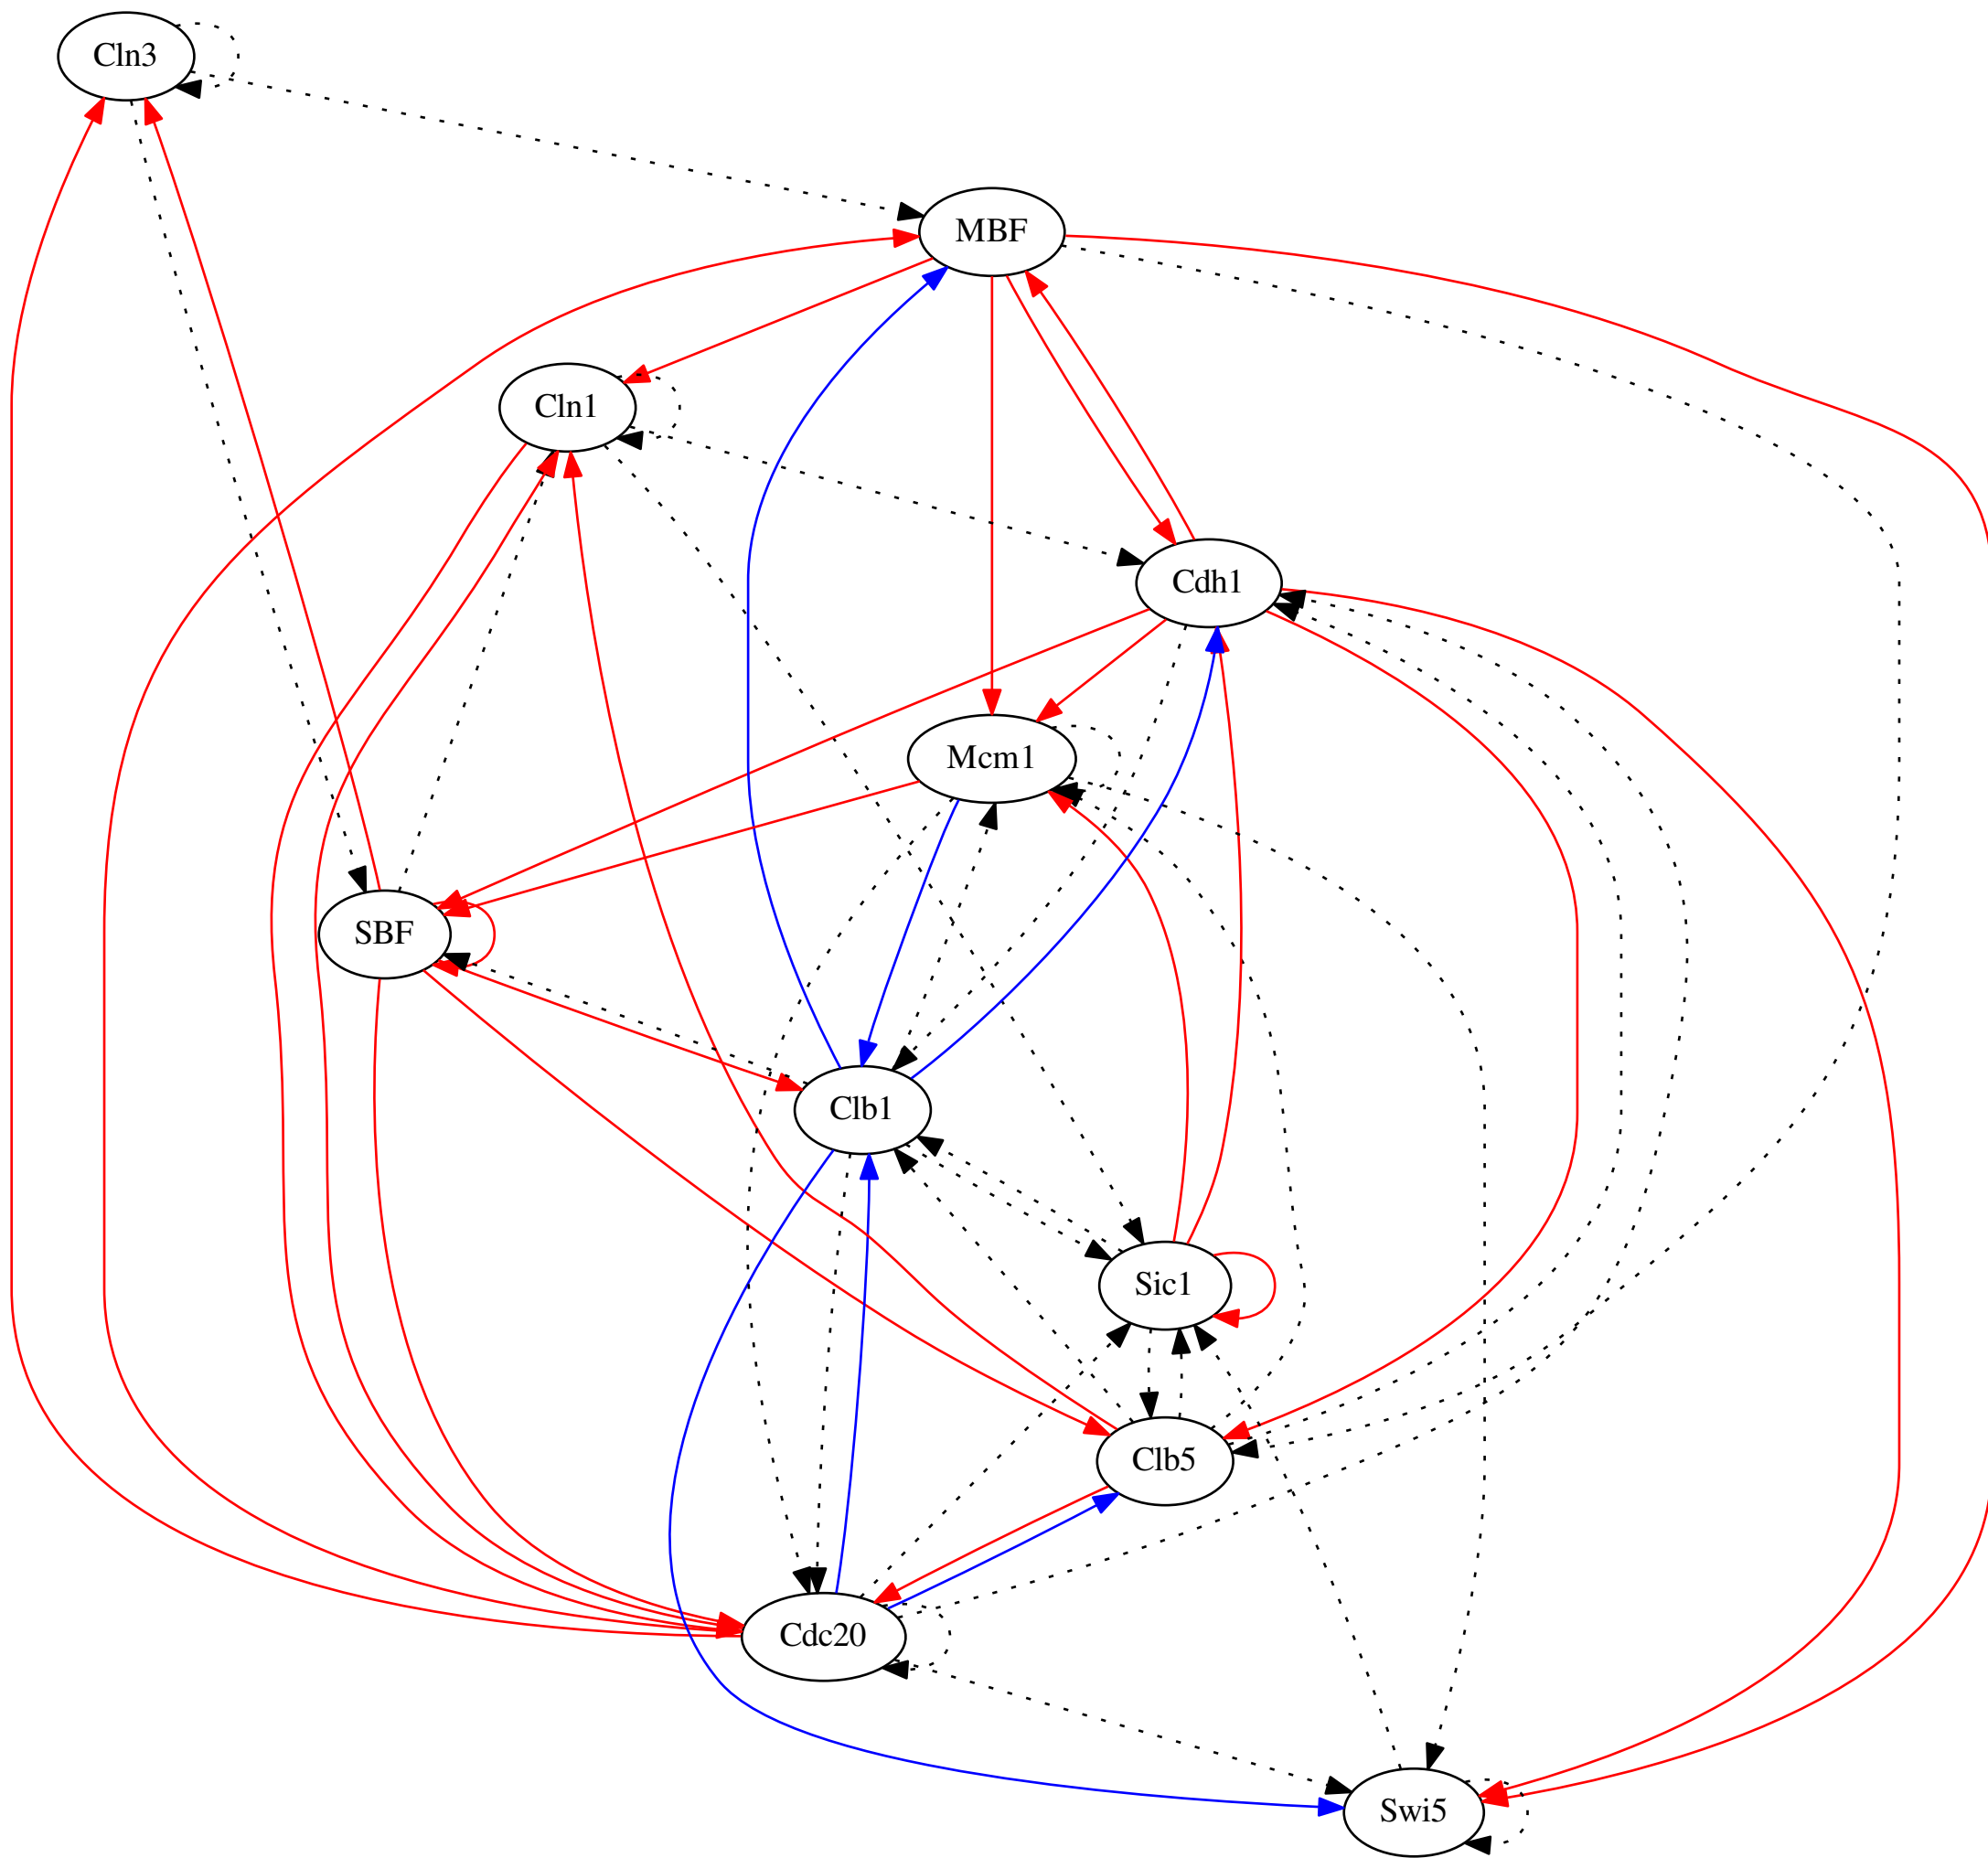 Cln3
MBF
Cln1
Cdh1
Mcm1
SBF
Clb1
Sic1
Clb5
Cdc20
Swi5